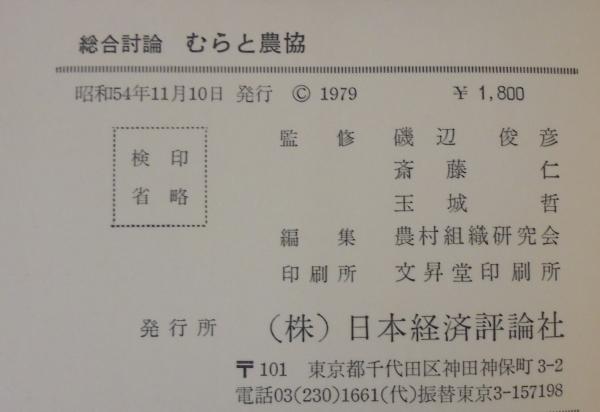 総合討論 むらと農協
昭和54年11月10日 発行 © 1979 ￥ 1,800
検 印
省 略
監 修 磯 辺 俊 彦
斎 藤 仁
玉 城 哲
編 集 農村組織研究会
印刷所 文昇堂印刷所
発行所 (株) 日本経済評論社
〒101 東京都千代田区神田神保町3-2
電話03(230)1661(代)振替東京3-157198